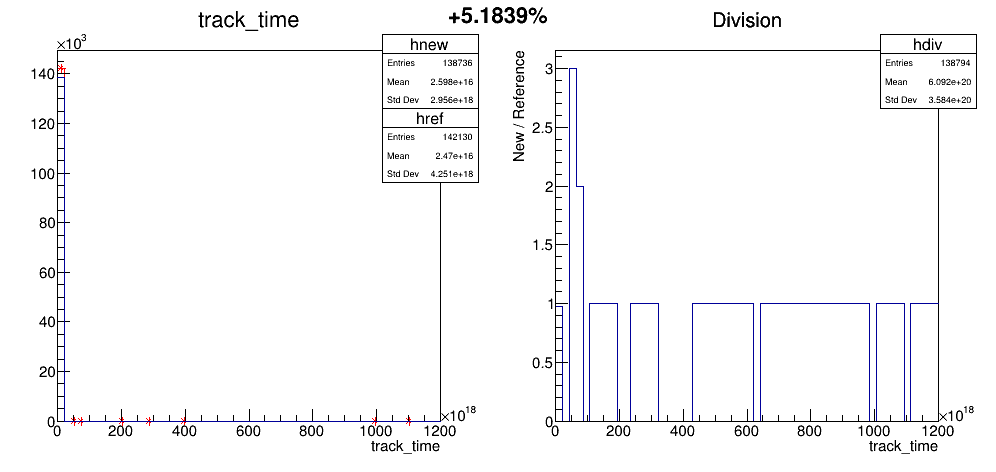 +5.1839%
track_time
×10³
hnew
Entries 138736
Mean 2.598e+16
Std Dev 2.956e+18
href
Entries 142130
Mean 2.47e+16
Std Dev 4.251e+18
140
120
100
80
60
40
20
0
0 200 400 600 800 1000 1200
×10¹⁸
track_time
Division
hdiv
Entries 138794
Mean 6.092e+20
Std Dev 3.584e+20
New / Reference
3
2.5
2
1.5
1
0.5
0
0 200 400 600 800 1000 1200
×10¹⁸
track_time